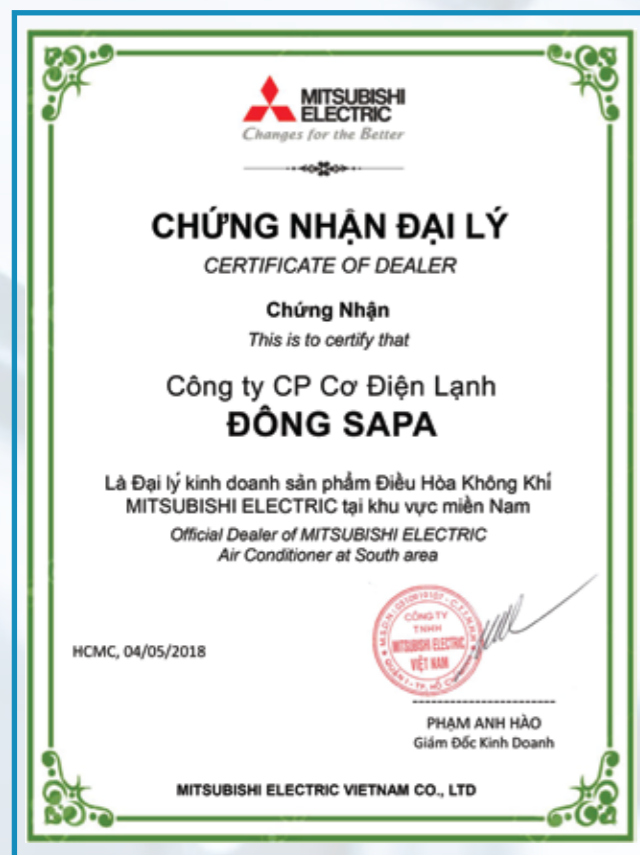 MITSUBISHI
ELECTRIC
Changes for the Better
CHỨNG NHẬN ĐẠI LÝ
CERTIFICATE OF DEALER
Chứng Nhận
This is to certify that
Công ty CP Cơ Điện Lạnh
ĐÔNG SAPA
Là Đại lý kinh doanh sản phẩm Điều Hòa Không Khí
MITSUBISHI ELECTRIC tại khu vực miền Nam
Official Dealer of MITSUBISHI ELECTRIC
Air Conditioner at South area
CÔNG TY
TNHH
MITSUBISHI ELECTRIC
VIỆT NAM
HCMC, 04/05/2018
PHẠM ANH HÀO
Giám Đốc Kinh Doanh
MITSUBISHI ELECTRIC VIETNAM CO., LTD